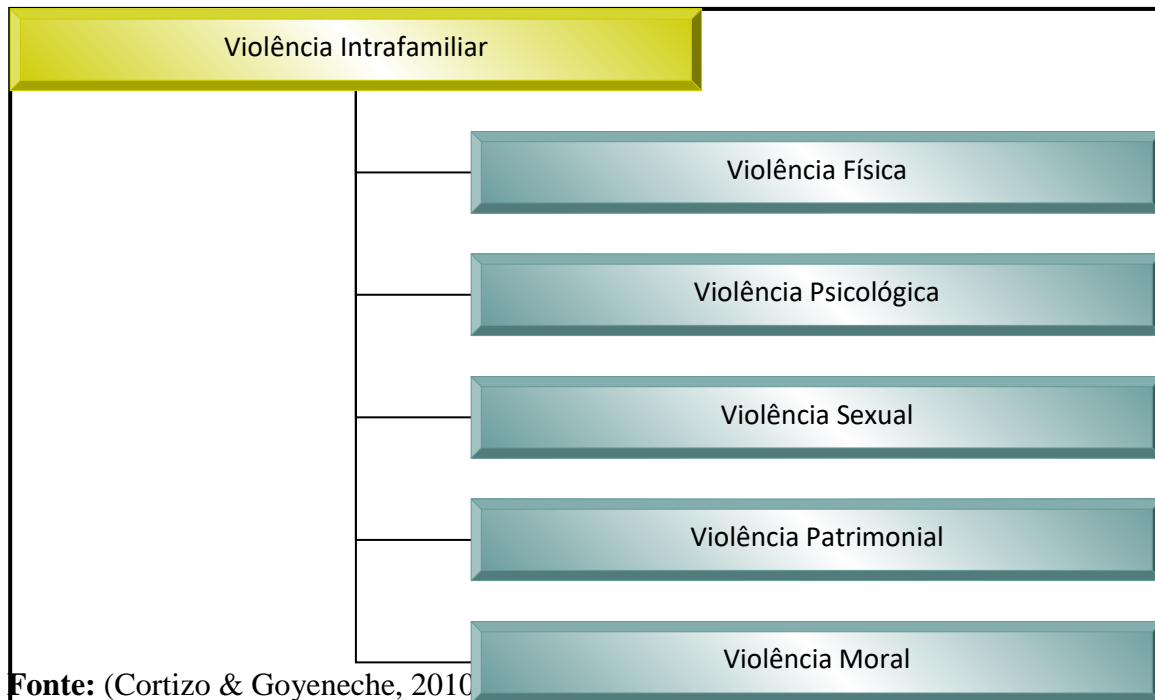 Violência Intrafamiliar
Violência Física
Violência Psicológica
Violência Sexual
Violência Patrimonial
Violência Moral
Fonte: (Cortizo & Goyeneche, 2010